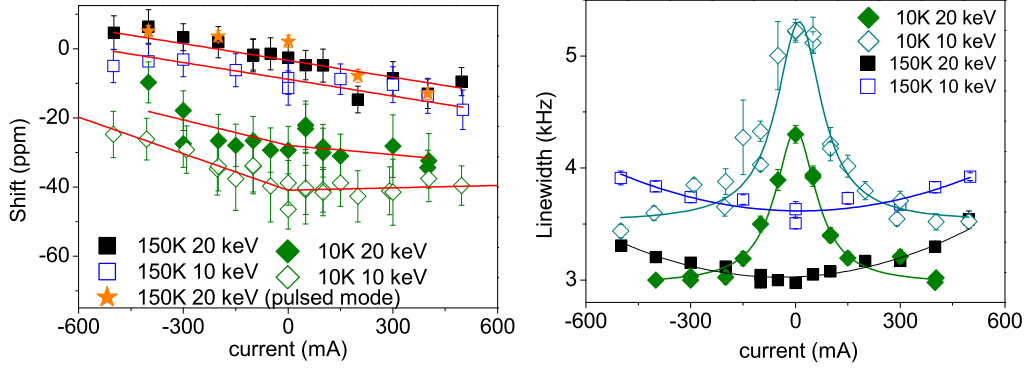 Shift (ppm)
0
-20
-40
-60
150K 20 keV
150K 10 keV
150K 20 keV (pulsed mode)
10K 20 keV
10K 10 keV
-600
-300
0
300
600
current (mA)
Linewidth (kHz)
5
4
3
10K 20 keV
10K 10 keV
150K 20 keV
150K 10 keV
-600
-300
0
300
600
current (mA)